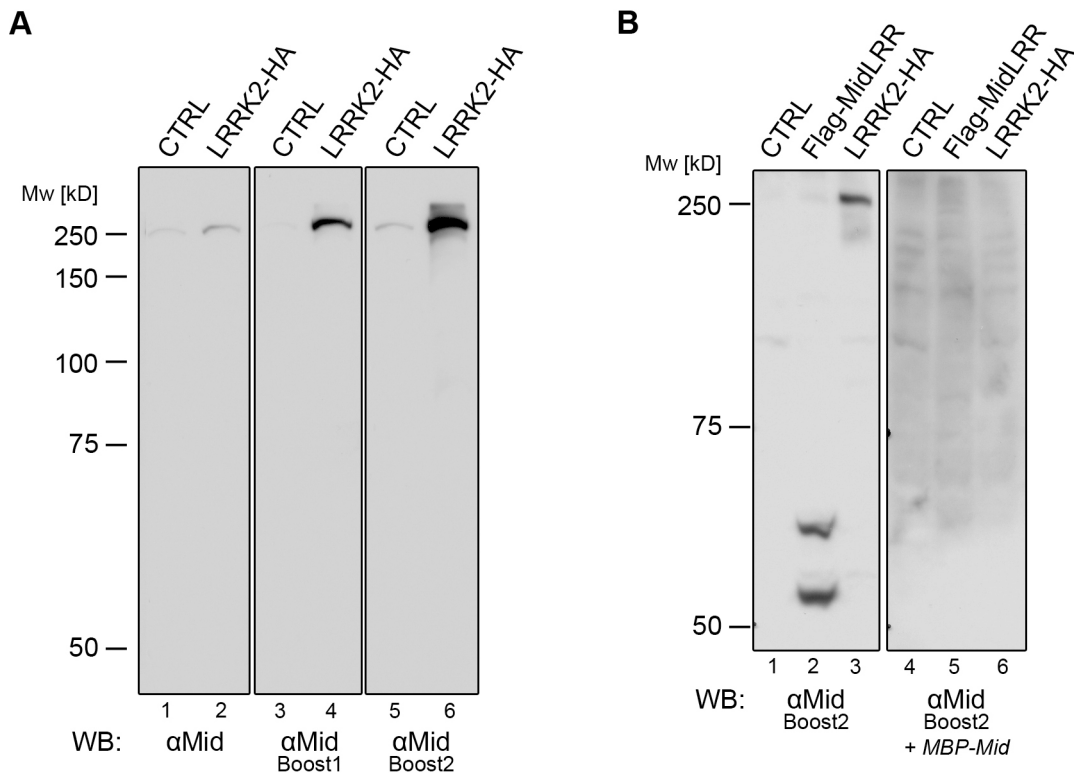 A
CTRL
LRRK2-HA
CTRL
LRRK2-HA
CTRL
LRRK2-HA
Mw [kD]
250
150
100
75
50
1 2 3 4 5 6
WB: αMid αMid αMid
Boost1 Boost2
B
CTRL
Flag-MidLRR
LRRK2-HA
CTRL
Flag-MidLRR
LRRK2-HA
Mw [kD]
250
75
50
1 2 3 4 5 6
WB: αMid αMid
Boost2 Boost2
+ MBP-Mid